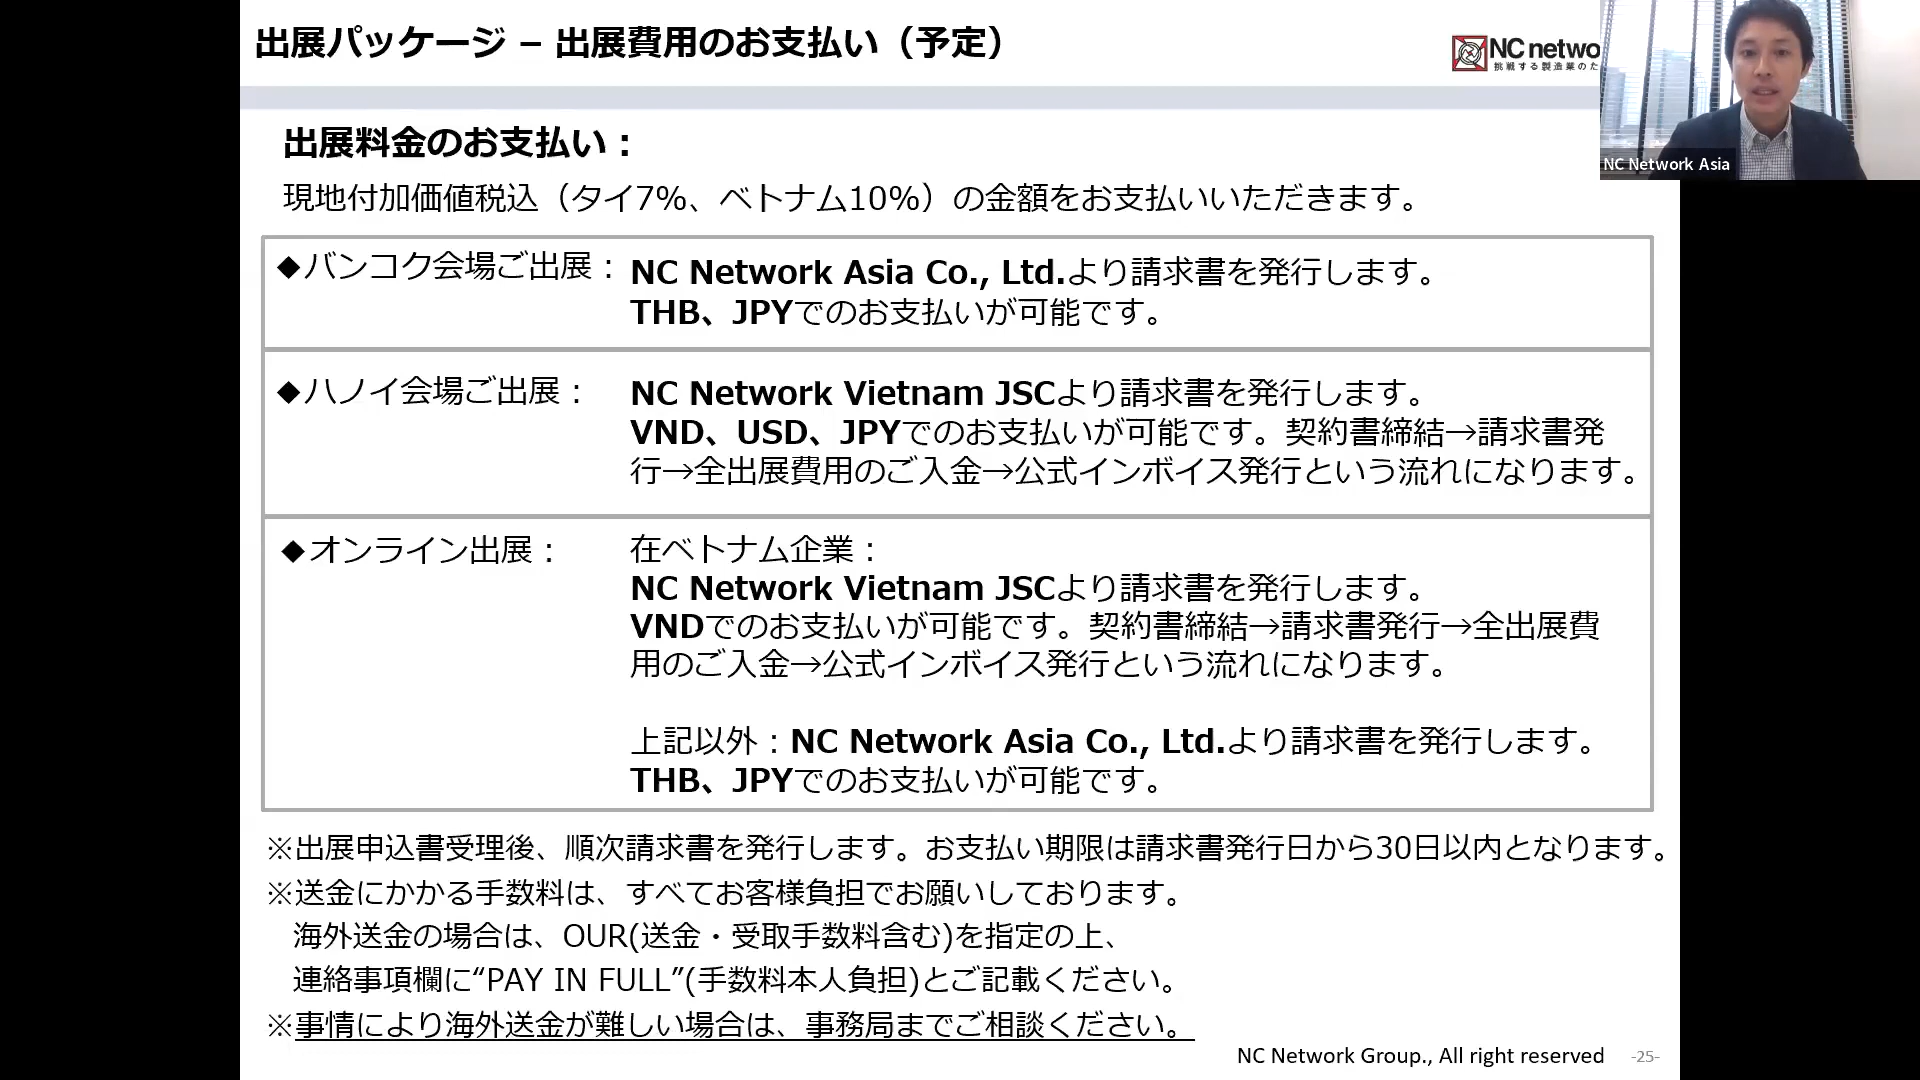 出展パッケージ – 出展費用のお支払い（予定）
NC netwo
挑戦する製造業のた
NC Network Asia
出展料金のお支払い：
現地付加価値税込（タイ7%、ベトナム10%）の金額をお支払いいただきます。
◆バンコク会場ご出展：
NC Network Asia Co., Ltd.より請求書を発行します。
THB、JPYでのお支払いが可能です。
◆ハノイ会場ご出展：
NC Network Vietnam JSCより請求書を発行します。
VND、USD、JPYでのお支払いが可能です。契約書締結→請求書発
行→全出展費用のご入金→公式インボイス発行という流れになります。
◆オンライン出展：
在ベトナム企業：
NC Network Vietnam JSCより請求書を発行します。
VNDでのお支払いが可能です。契約書締結→請求書発行→全出展費
用のご入金→公式インボイス発行という流れになります。
上記以外：NC Network Asia Co., Ltd.より請求書を発行します。
THB、JPYでのお支払いが可能です。
※出展申込書受理後、順次請求書を発行します。お支払い期限は請求書発行日から30日以内となります。
※送金にかかる手数料は、すべてお客様負担でお願いしております。
海外送金の場合は、OUR(送金・受取手数料含む)を指定の上、
連絡事項欄に“PAY IN FULL”(手数料本人負担)とご記載ください。
※事情により海外送金が難しい場合は、事務局までご相談ください。
NC Network Group., All right reserved
-25-